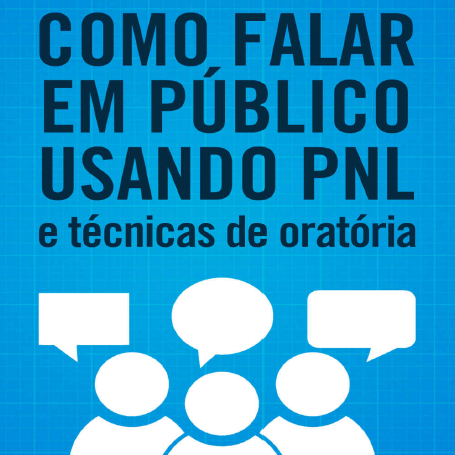 COMO FALAR
EM PÚBLICO
USANDO PNL
e técnicas de oratória